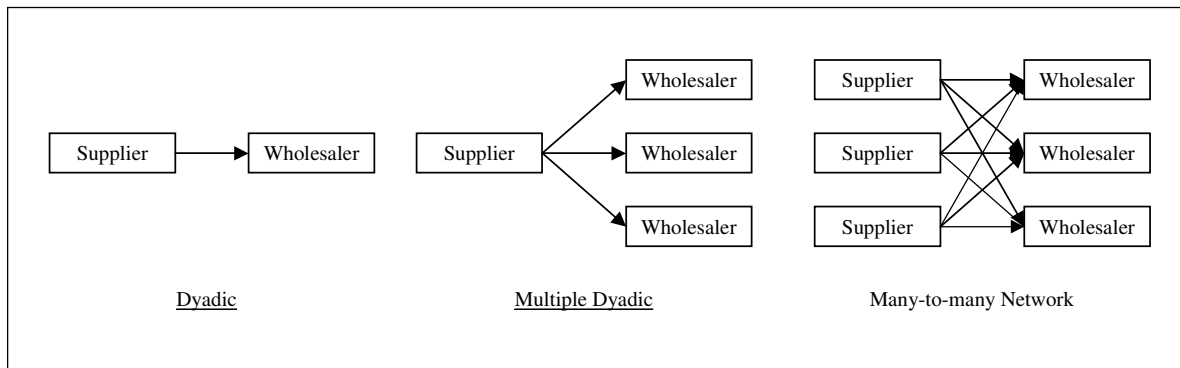 Supplier
Wholesaler
Dyadic
Supplier
Wholesaler
Wholesaler
Wholesaler
Multiple Dyadic
Supplier
Supplier
Supplier
Wholesaler
Wholesaler
Wholesaler
Many-to-many Network